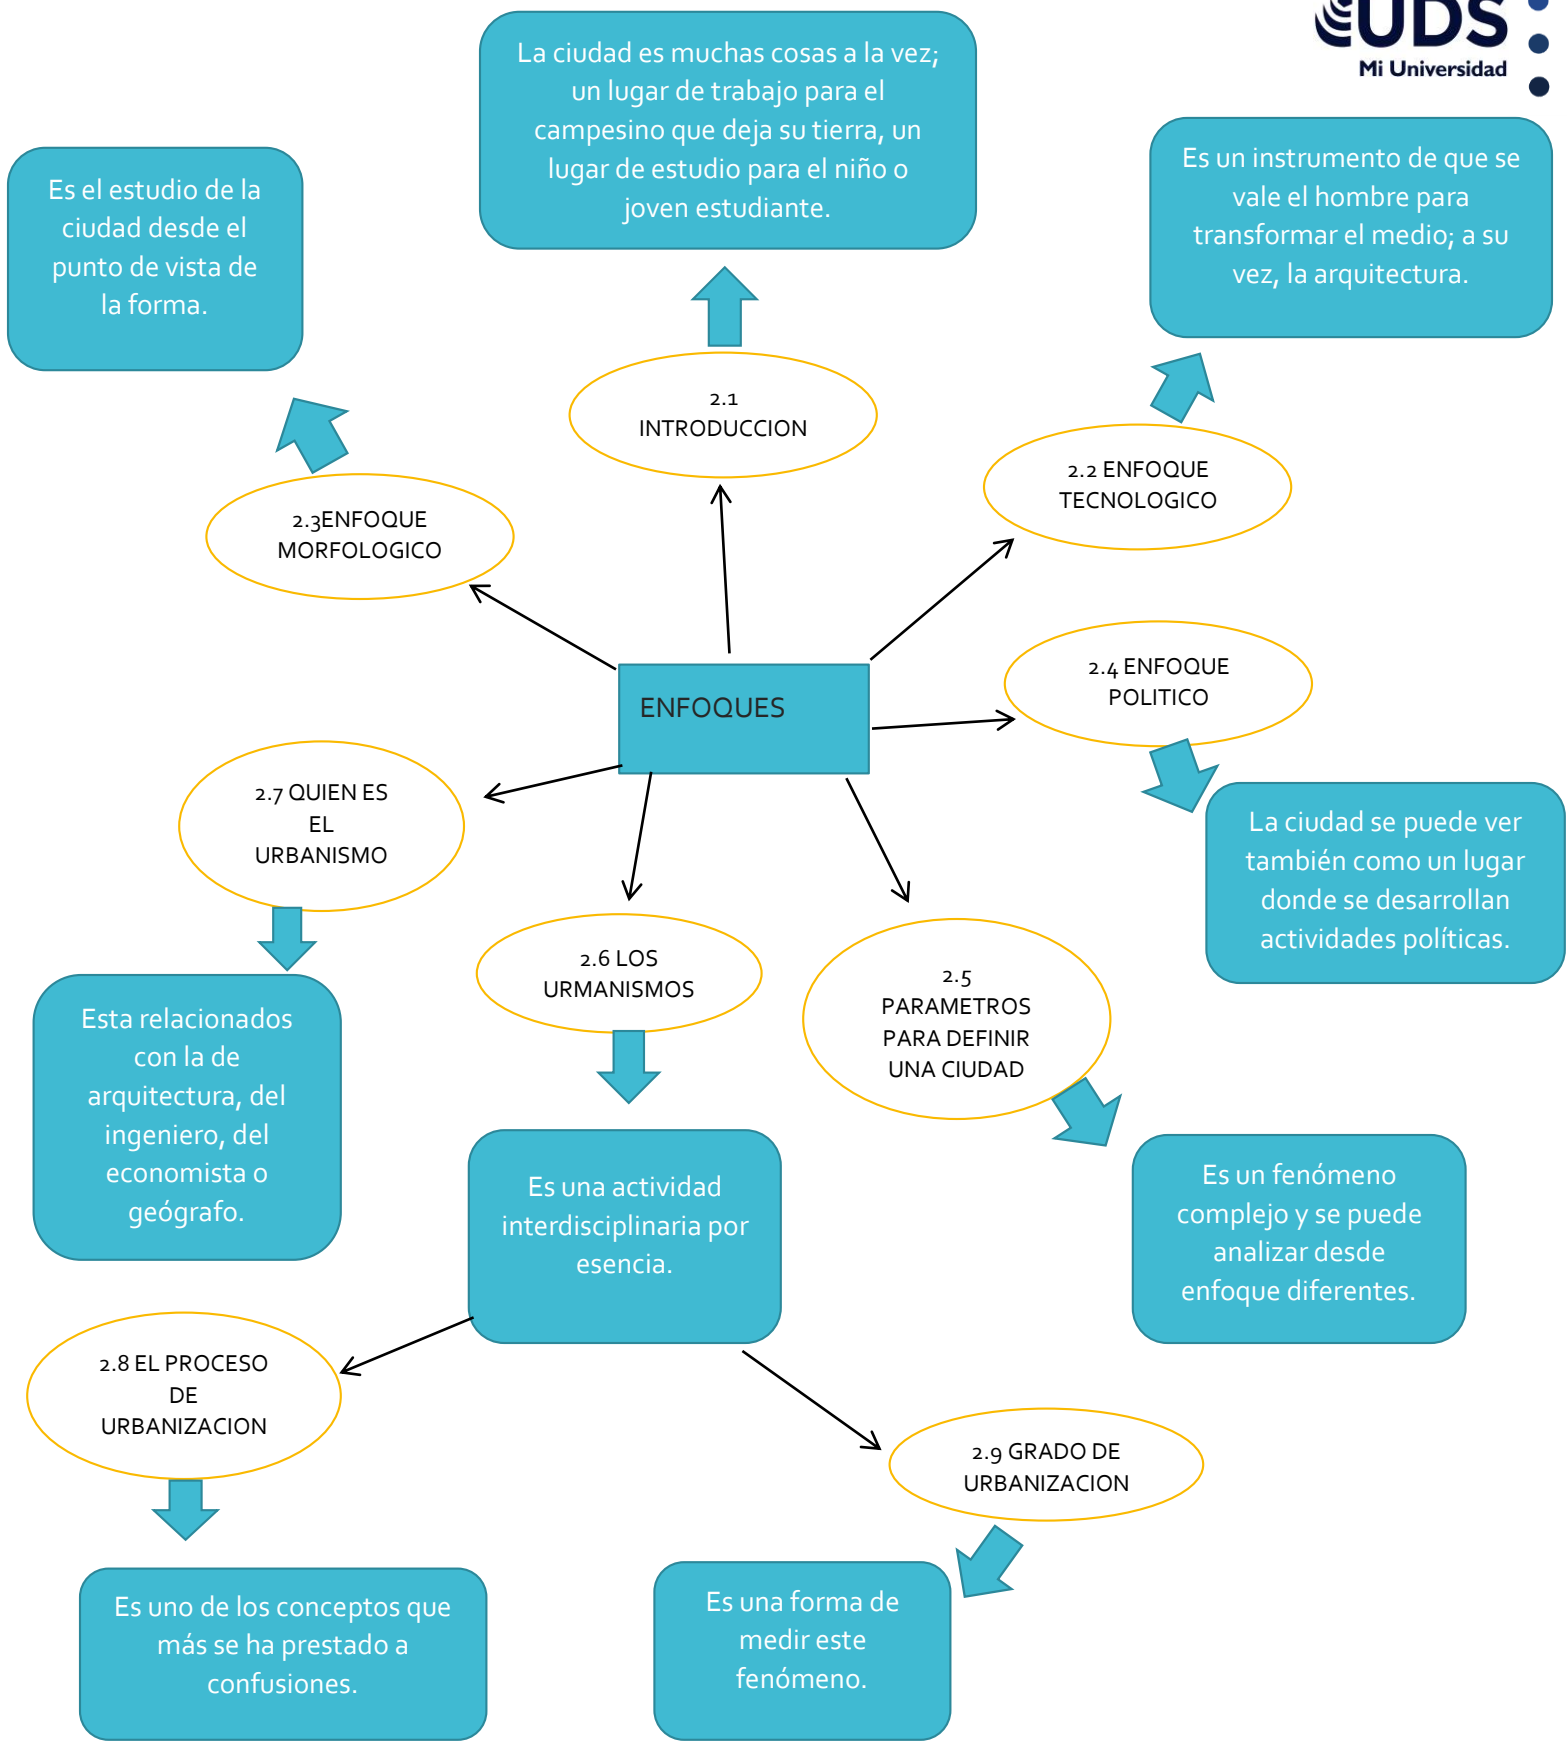 UDS
Mi Universidad
La ciudad es muchas cosas a la vez;
un lugar de trabajo para el
campesino que deja su tierra, un
lugar de estudio para el niño o
joven estudiante.
Es un instrumento de que se
vale el hombre para
transformar el medio; a su
vez, la arquitectura.
Es el estudio de la
ciudad desde el
punto de vista de
la forma.
2.1
INTRODUCCION
2.2 ENFOQUE
TECNOLOGICO
2.3ENFOQUE
MORFOLOGICO
2.4 ENFOQUE
POLITICO
ENFOQUES
2.7 QUIEN ES
EL
URBANISMO
La ciudad se puede ver
también como un lugar
donde se desarrollan
actividades políticas.
2.6 LOS
URMANISMOS
2.5
PARAMETROS
PARA DEFINIR
UNA CIUDAD
Esta relacionados
con la de
arquitectura, del
ingeniero, del
economista o
geógrafo.
Es una actividad
interdisciplinaria por
esencia.
Es un fenómeno
complejo y se puede
analizar desde
enfoque diferentes.
2.8 EL PROCESO
DE
URBANIZACION
2.9 GRADO DE
URBANIZACION
Es uno de los conceptos que
más se ha prestado a
confusiones.
Es una forma de
medir este
fenómeno.